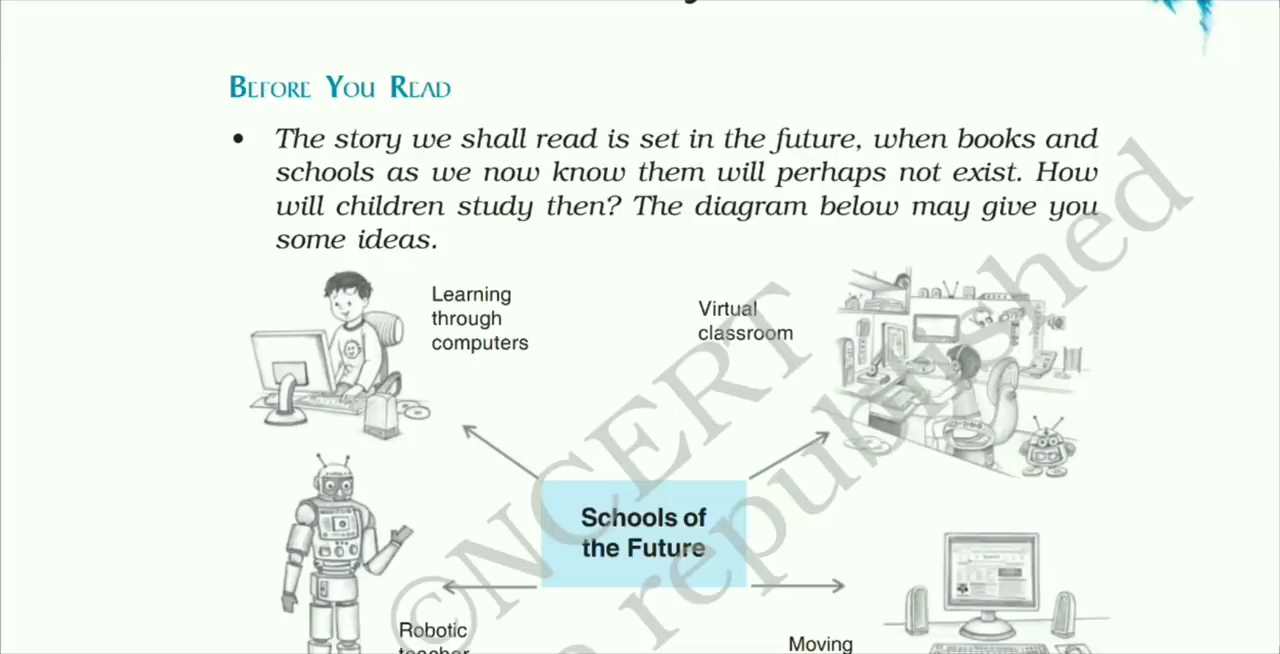 BEFORE YOU READ
• The story we shall read is set in the future, when books and
schools as we now know them will perhaps not exist. How
will children study then? The diagram below may give you
some ideas.
Learning
through
computers
Virtual
classroom
Schools of
the Future
Robotic
teacher
Moving
©NCERT
republished